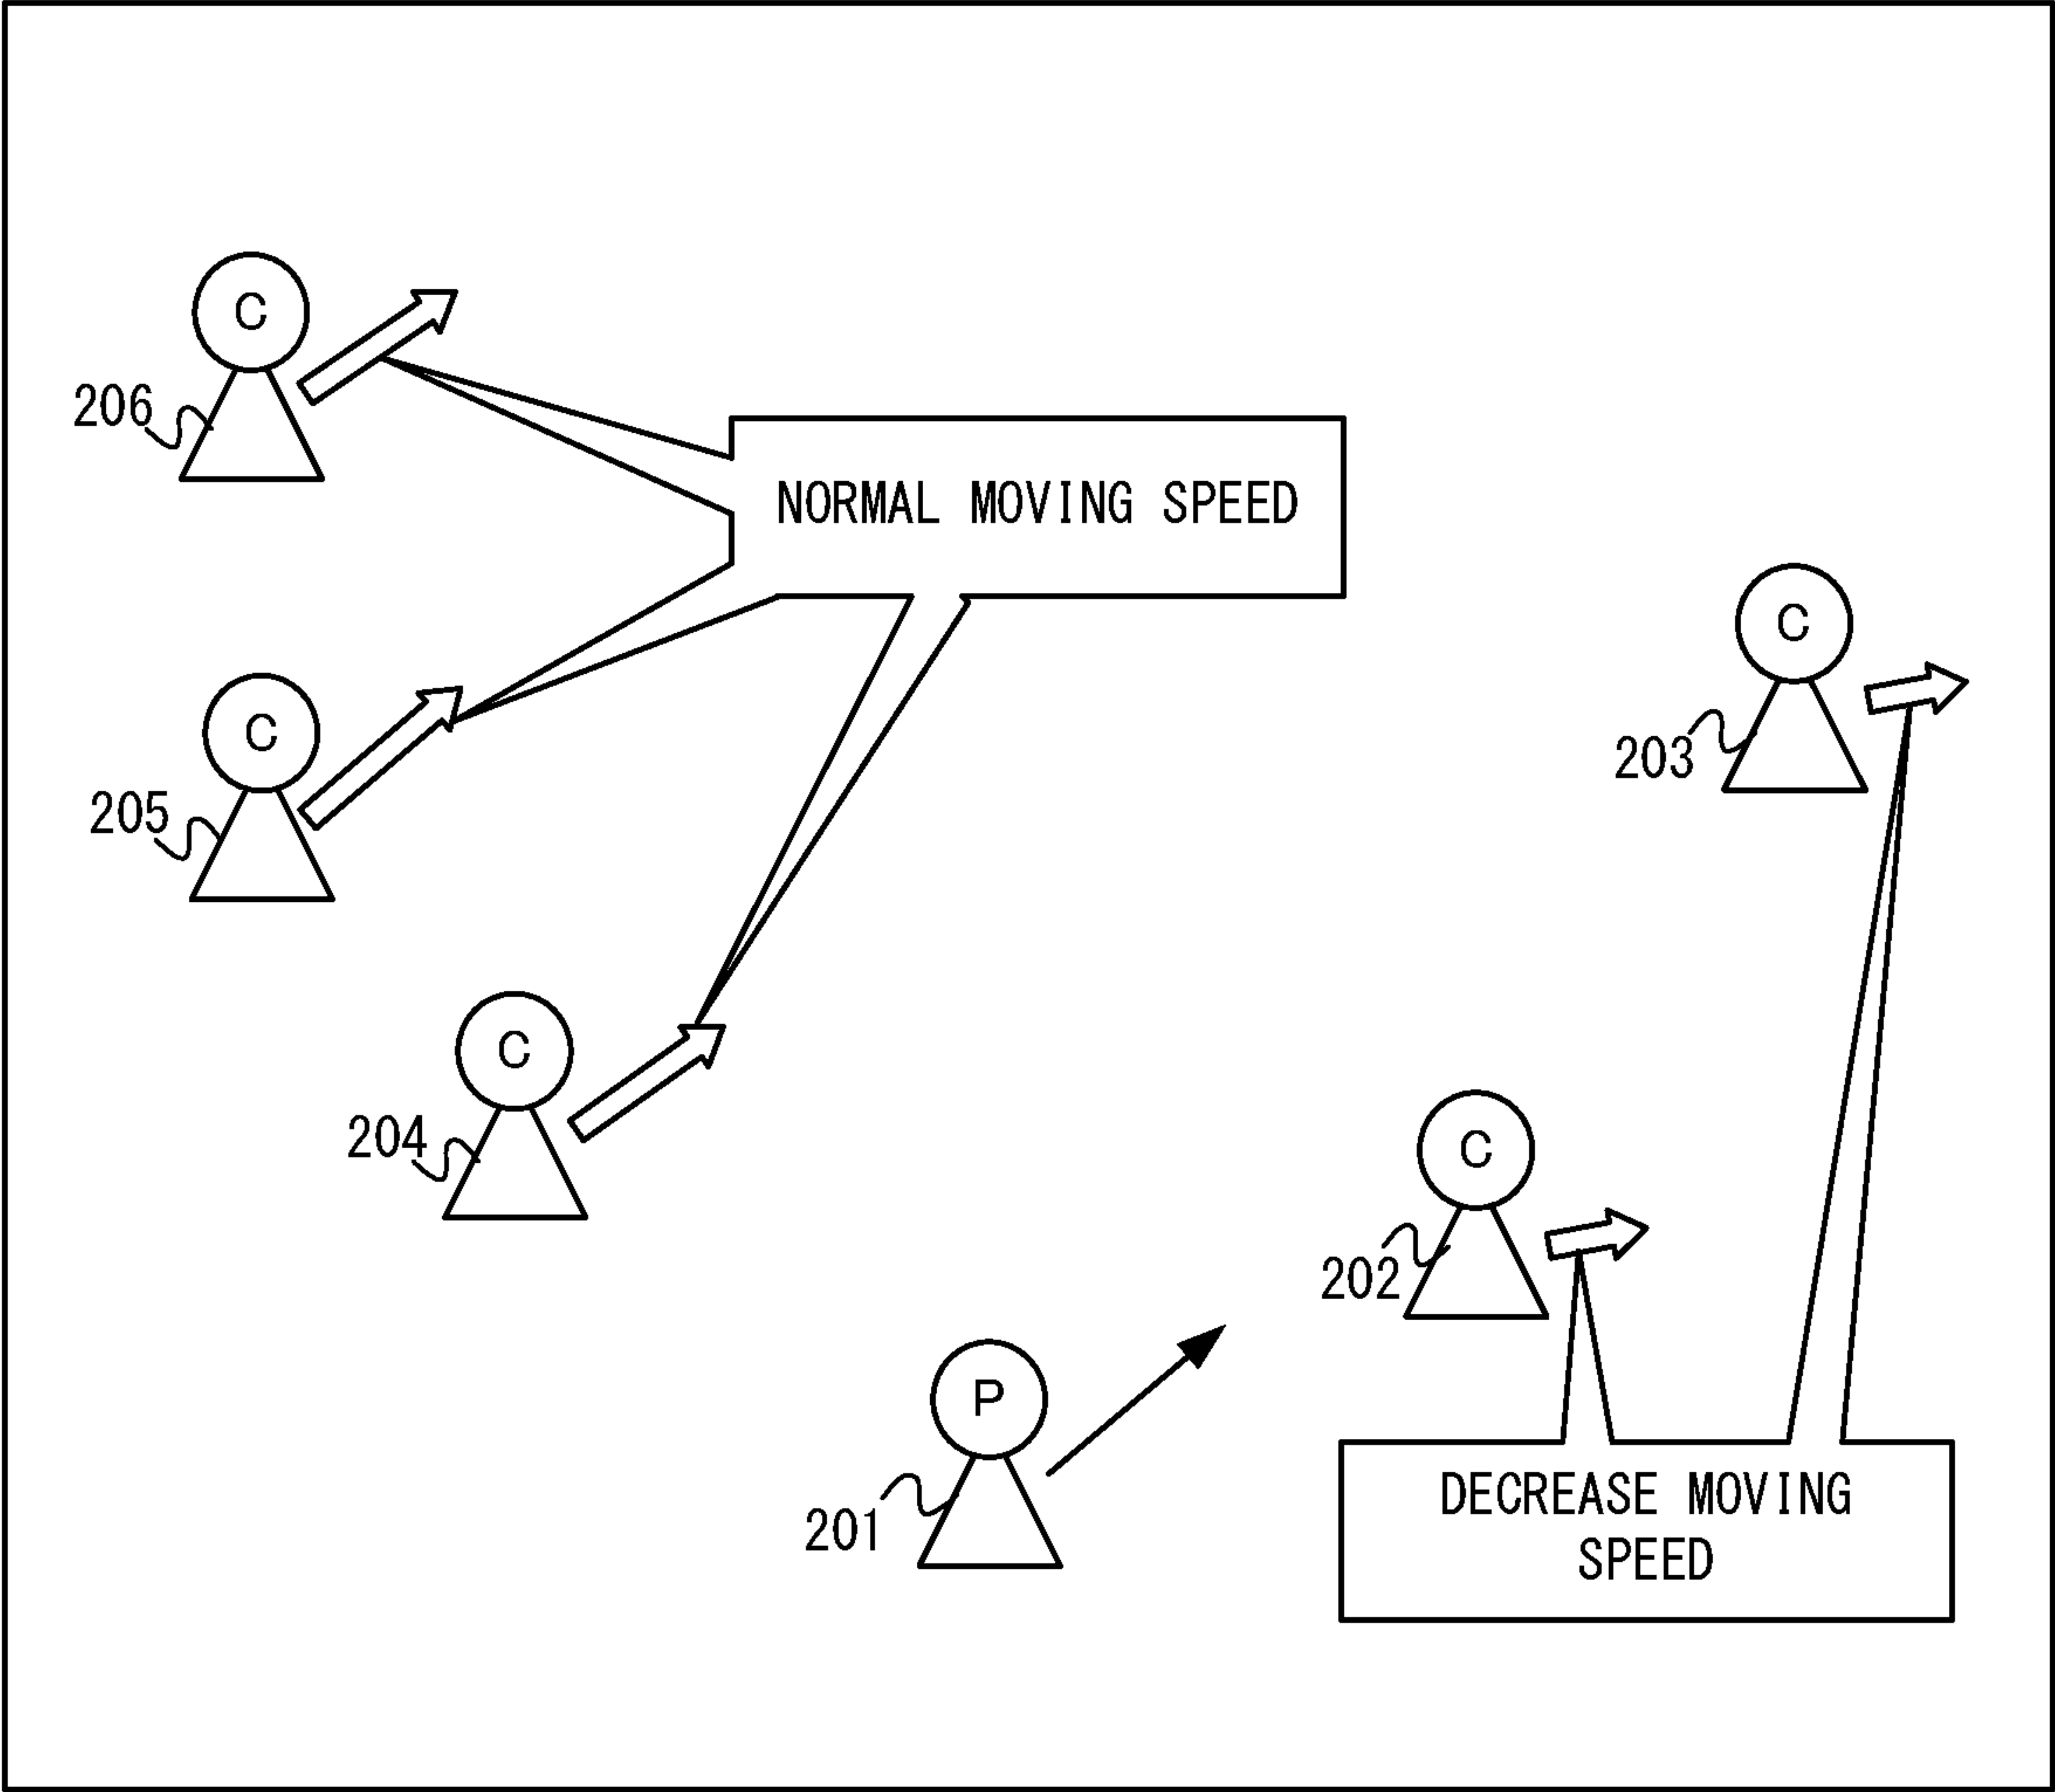 C
206
NORMAL MOVING SPEED
C
203
C
205
C
204
C
202
P
201
DECREASE MOVING
SPEED